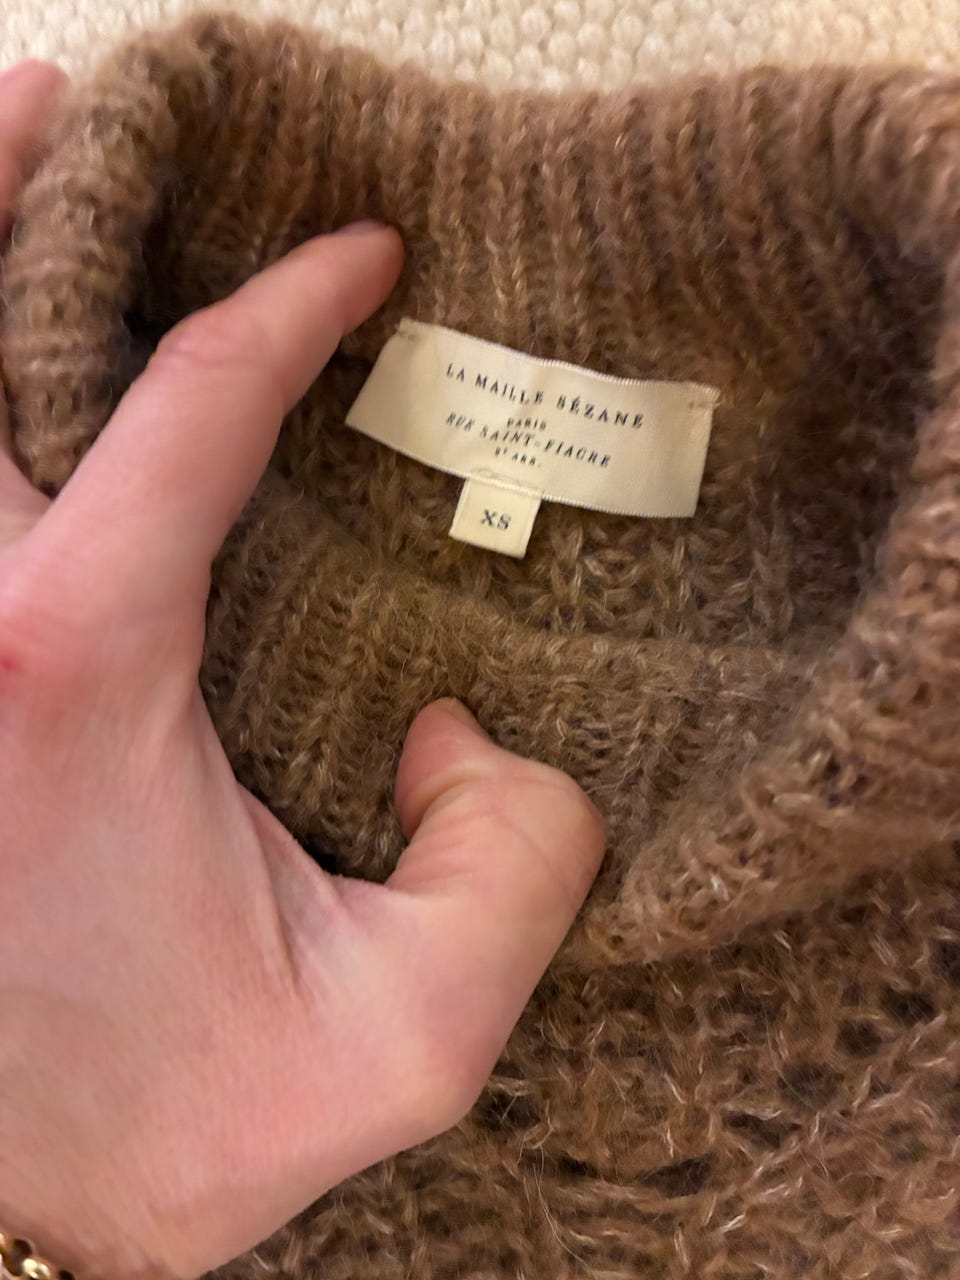 LA MAILLE SÉZANE
PARIS
RUE SAINT-FIACRE
2ᵉ ARR.
XS